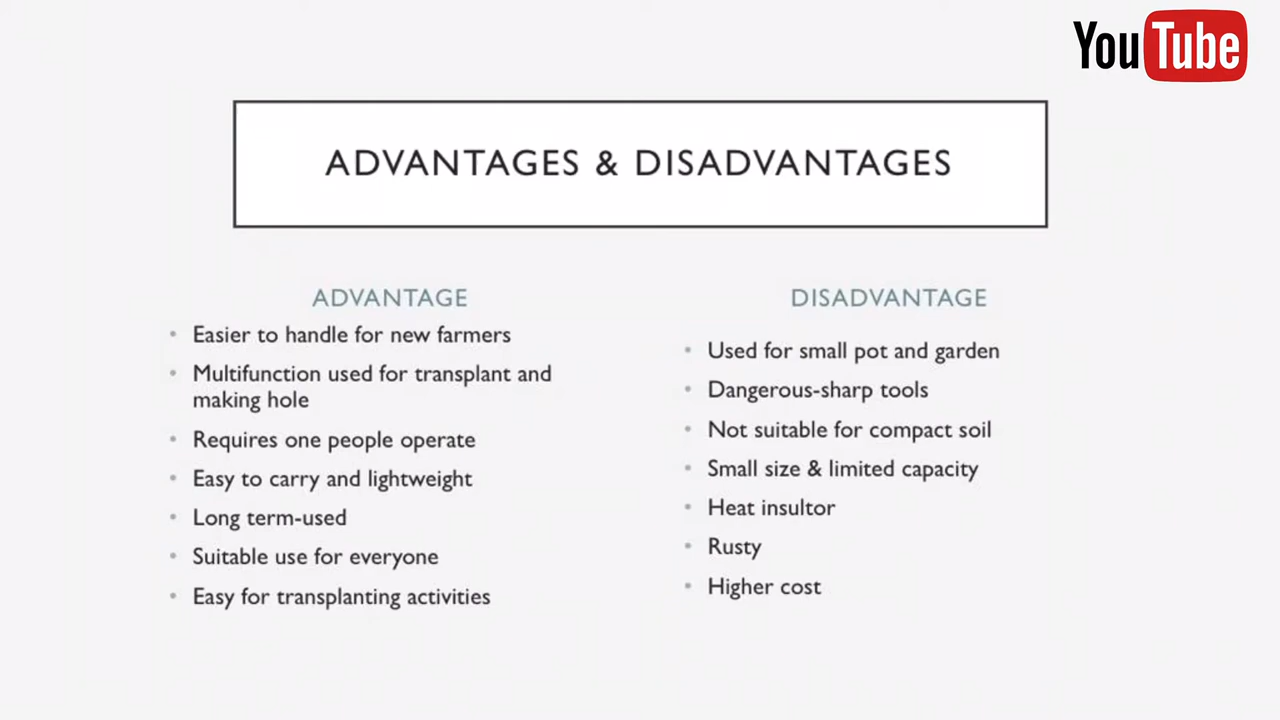 YouTube
ADVANTAGES & DISADVANTAGES
ADVANTAGE
• Easier to handle for new farmers
• Multifunction used for transplant and
making hole
• Requires one people operate
• Easy to carry and lightweight
• Long term-used
• Suitable use for everyone
• Easy for transplanting activities
DISADVANTAGE
• Used for small pot and garden
• Dangerous-sharp tools
• Not suitable for compact soil
• Small size & limited capacity
• Heat insultor
• Rusty
• Higher cost